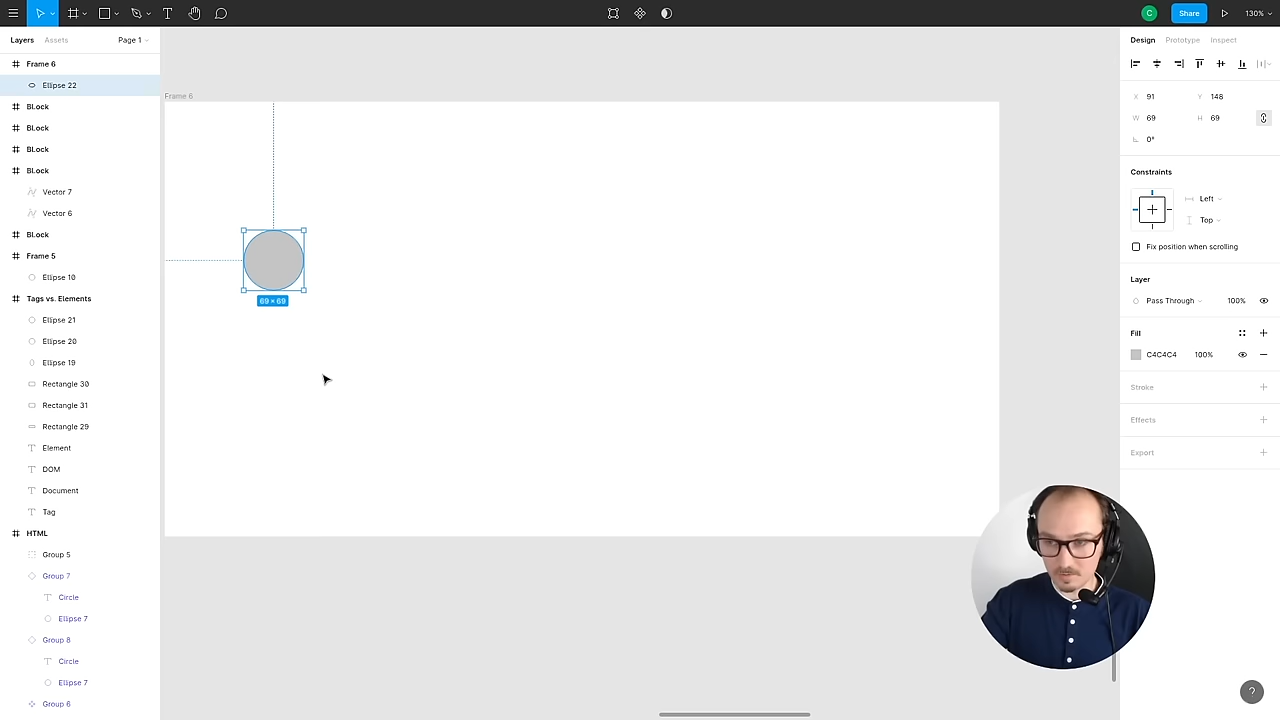 C
Share
130%
Layers
Assets
Page 1
Design
Prototype
Inspect
Frame 6
Ellipse 22
BLock
BLock
BLock
BLock
Vector 7
Vector 6
BLock
Frame 5
Ellipse 10
Tags vs. Elements
Ellipse 21
Ellipse 20
Ellipse 19
Rectangle 30
Rectangle 31
Rectangle 29
Element
DOM
Document
Tag
HTML
Group 5
Group 7
Circle
Ellipse 7
Group 8
Circle
Ellipse 7
Group 6
Frame 6
69 × 69
X 91 Y 148
W 69 H 69
0°
Constraints
Left
Top
Fix position when scrolling
Layer
Pass Through 100%
Fill
C4C4C4 100%
Stroke
Effects
Export
?